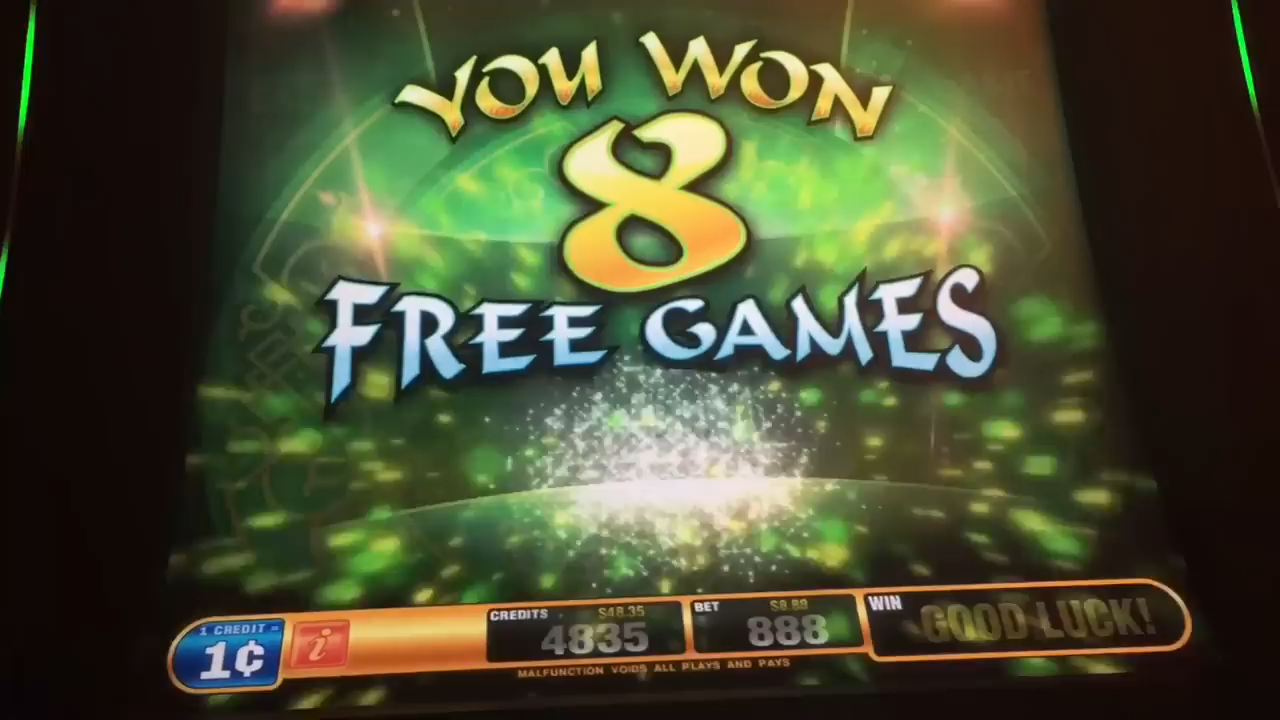 YOU WON
8
FREE GAMES
1 CREDIT =
1¢
i
CREDITS
$48.35
4835
BET
$8.88
888
WIN
GOOD LUCK!
MALFUNCTION VOIDS ALL PLAYS AND PAYS